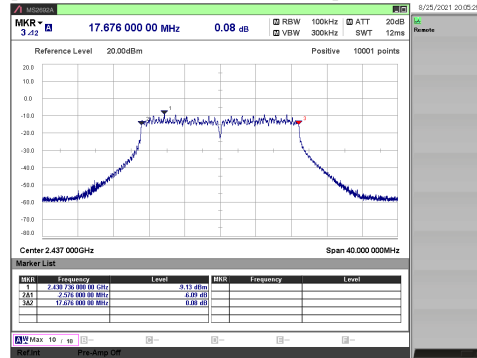 MS2692A
8/25/2021 20:05:2
MKR
3 Δ2
17.676 000 00 MHz
0.08 dB
RBW 100kHz
VBW 300kHz
ATT 20dB
SWT 12ms
Remote
Reference Level 20.00dBm
Positive 10001 points
20.0
10.0
0.0
-10.0
-20.0
-30.0
-40.0
-50.0
-60.0
-70.0
-80.0
1
3
Center 2.437 000GHz
Span 40.000 000MHz
Marker List
MKR Frequency Level MKR Frequency Level
1 -9.13 dBm
2Δ1 2.576 000 00 MHz -6.09 dB
3Δ2 17.676 000 00 MHz 0.08 dB
Max 10 / 10
Ref.Int Pre-Amp Off